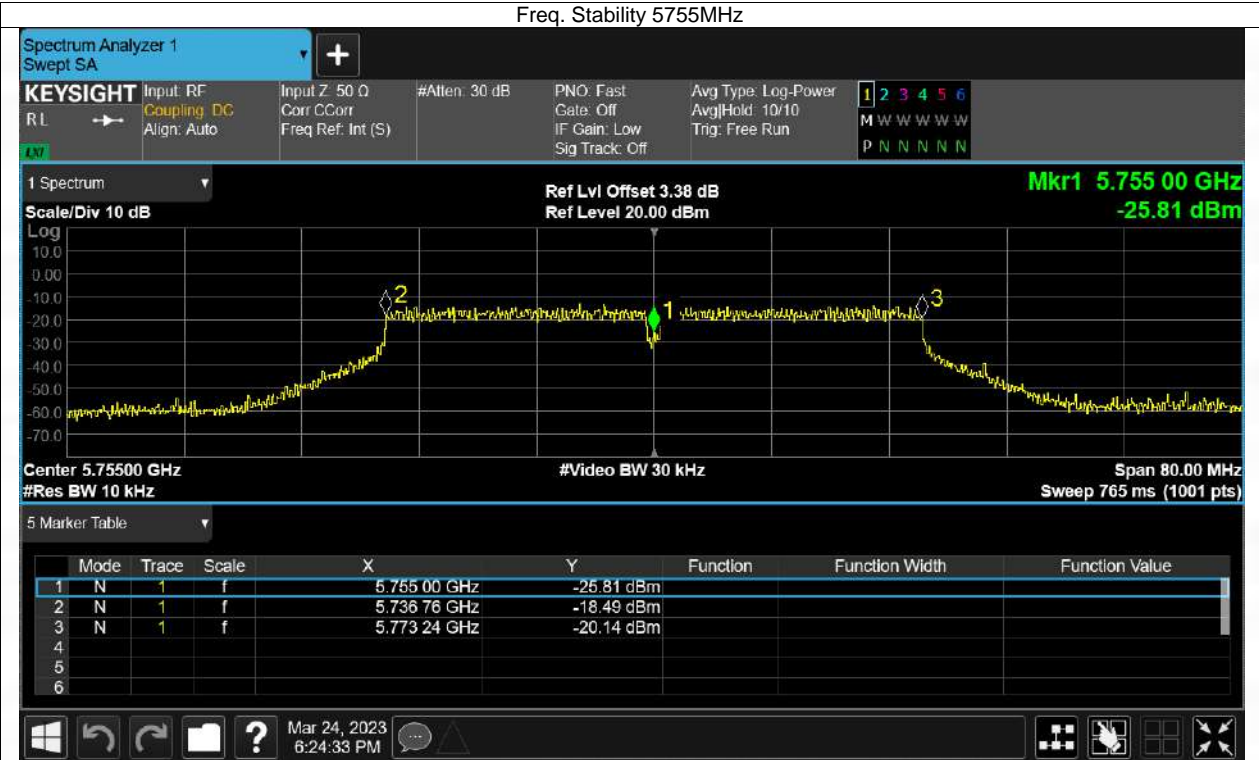 Freq. Stability 5755MHz
Spectrum Analyzer 1
Swept SA
+
KEYSIGHT Input: RF Input Z: 50 Ω #Atten: 30 dB PNO: Fast Avg Type: Log-Power 1 2 3 4 5 6
RL Coupling: DC Corr CCorr Gate: Off Avg|Hold: 10/10 M W W W W W
Align: Auto Freq Ref: Int (S) IF Gain: Low Trig: Free Run
LXI Sig Track: Off P N N N N N
1 Spectrum Ref Lvl Offset 3.38 dB Mkr1 5.755 00 GHz
Scale/Div 10 dB Ref Level 20.00 dBm -25.81 dBm
Log
10.0
0.00
-10.0 2 3
-20.0 1
-30.0
-40.0
-50.0
-60.0
-70.0
Center 5.75500 GHz #Video BW 30 kHz Span 80.00 MHz
#Res BW 10 kHz Sweep 765 ms (1001 pts)
5 Marker Table
Mode Trace Scale X Y Function Function Width Function Value
1 N 1 f 5.755 00 GHz -25.81 dBm
2 N 1 f 5.736 76 GHz -18.49 dBm
3 N 1 f 5.773 24 GHz -20.14 dBm
4
5
6
? Mar 24, 2023
6:24:33 PM